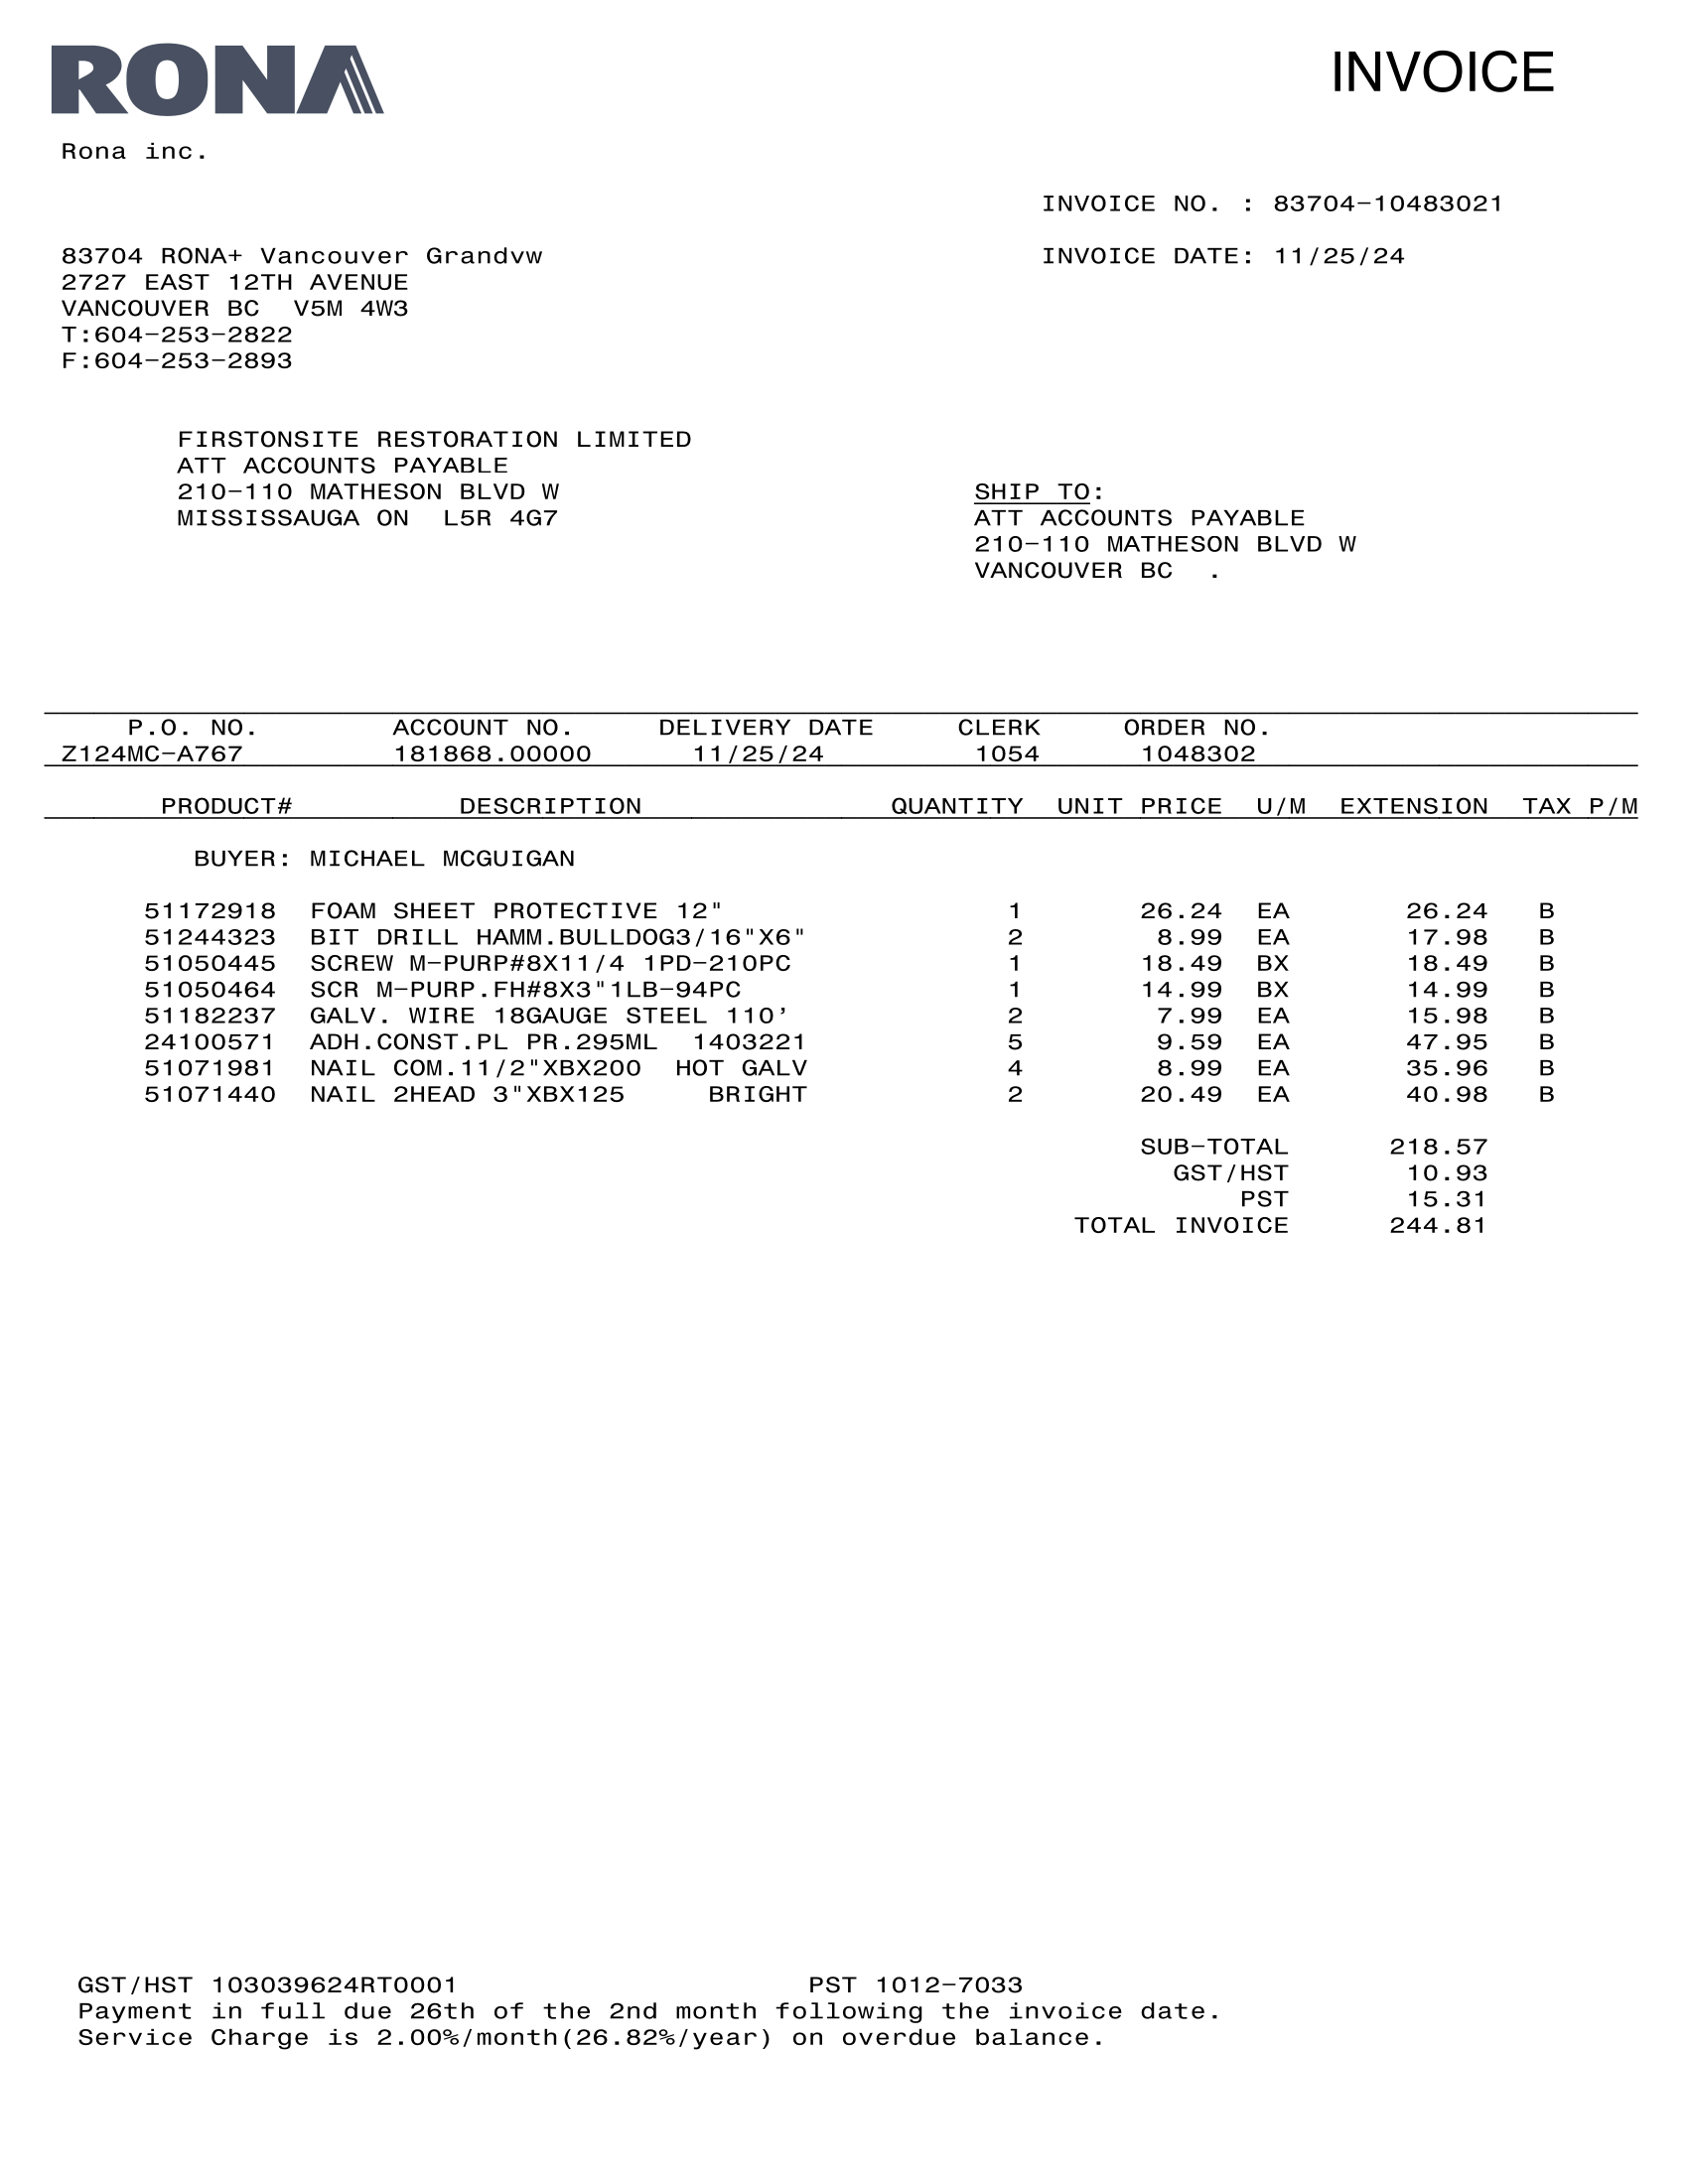 RONA
INVOICE
Rona inc.
INVOICE NO. : 83704-10483021
83704 RONA+ Vancouver Grandvw
INVOICE DATE: 11/25/24
2727 EAST 12TH AVENUE
VANCOUVER BC  V5M 4W3
T:604-253-2822
F:604-253-2893
FIRSTONSITE RESTORATION LIMITED
ATT ACCOUNTS PAYABLE
210-110 MATHESON BLVD W
MISSISSAUGA ON  L5R 4G7
SHIP TO:
ATT ACCOUNTS PAYABLE
210-110 MATHESON BLVD W
VANCOUVER BC  .
P.O. NO. ACCOUNT NO. DELIVERY DATE CLERK ORDER NO.
Z124MC-A767 181868.00000 11/25/24 1054 1048302
PRODUCT# DESCRIPTION QUANTITY UNIT PRICE U/M EXTENSION TAX P/M
BUYER: MICHAEL MCGUIGAN
51172918 FOAM SHEET PROTECTIVE 12" 1 26.24 EA 26.24 B
51244323 BIT DRILL HAMM.BULLDOG3/16"X6" 2 8.99 EA 17.98 B
51050445 SCREW M-PURP#8X11/4 1PD-210PC 1 18.49 BX 18.49 B
51050464 SCR M-PURP.FH#8X3"1LB-94PC 1 14.99 BX 14.99 B
51182237 GALV. WIRE 18GAUGE STEEL 110' 2 7.99 EA 15.98 B
24100571 ADH.CONST.PL PR.295ML  1403221 5 9.59 EA 47.95 B
51071981 NAIL COM.11/2"XBX200  HOT GALV 4 8.99 EA 35.96 B
51071440 NAIL 2HEAD 3"XBX125     BRIGHT 2 20.49 EA 40.98 B
SUB-TOTAL 218.57
GST/HST 10.93
PST 15.31
TOTAL INVOICE 244.81
GST/HST 103039624RT0001 PST 1012-7033
Payment in full due 26th of the 2nd month following the invoice date.
Service Charge is 2.00%/month(26.82%/year) on overdue balance.